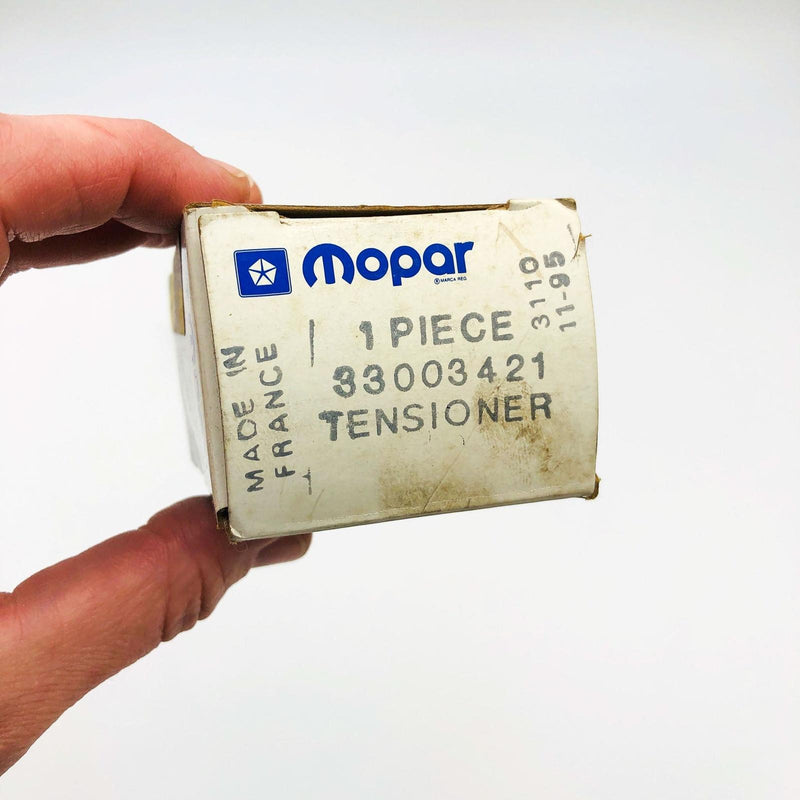 mopar
® MARCA REG
1 PIECE
33003421
TENSIONER
MADE IN
FRANCE
3110
11-95